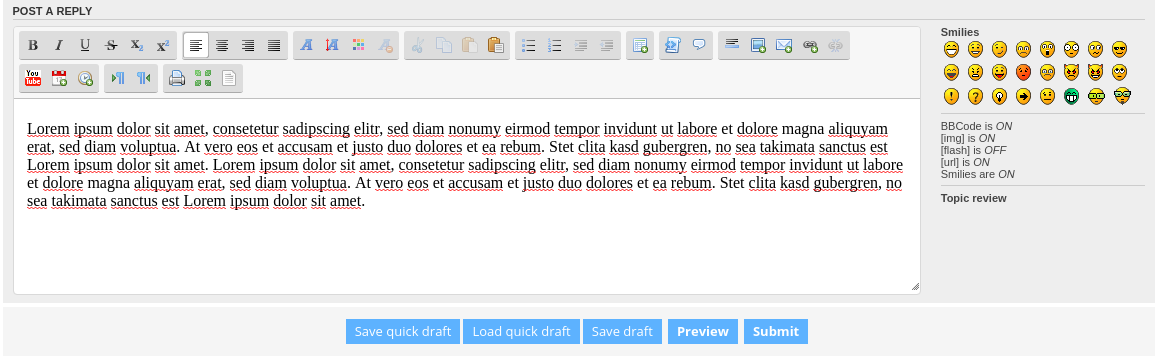 POST A REPLY
B I U S x₂ x²
A A A
You Tube
Lorem ipsum dolor sit amet, consetetur sadipscing elitr, sed diam nonumy eirmod tempor invidunt ut labore et dolore magna aliquyam
erat, sed diam voluptua. At vero eos et accusam et justo duo dolores et ea rebum. Stet clita kasd gubergren, no sea takimata sanctus est
Lorem ipsum dolor sit amet. Lorem ipsum dolor sit amet, consetetur sadipscing elitr, sed diam nonumy eirmod tempor invidunt ut labore
et dolore magna aliquyam erat, sed diam voluptua. At vero eos et accusam et justo duo dolores et ea rebum. Stet clita kasd gubergren, no
sea takimata sanctus est Lorem ipsum dolor sit amet.
Smilies
BBCode is ON
[img] is ON
[flash] is OFF
[url] is ON
Smilies are ON
Topic review
Save quick draft Load quick draft Save draft Preview Submit